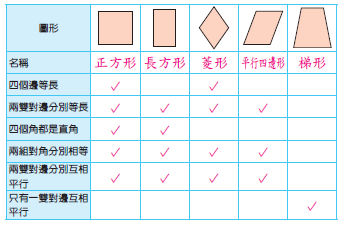 圖形
名稱 正方形 長方形 菱形 平行四邊形 梯形
四個邊等長 ✓ ✓
兩雙對邊分別等長 ✓ ✓ ✓ ✓
四個角都是直角 ✓ ✓
兩組對角分別相等 ✓ ✓ ✓ ✓
兩雙對邊分別互相
平行 ✓ ✓ ✓ ✓
只有一雙對邊互相
平行 ✓